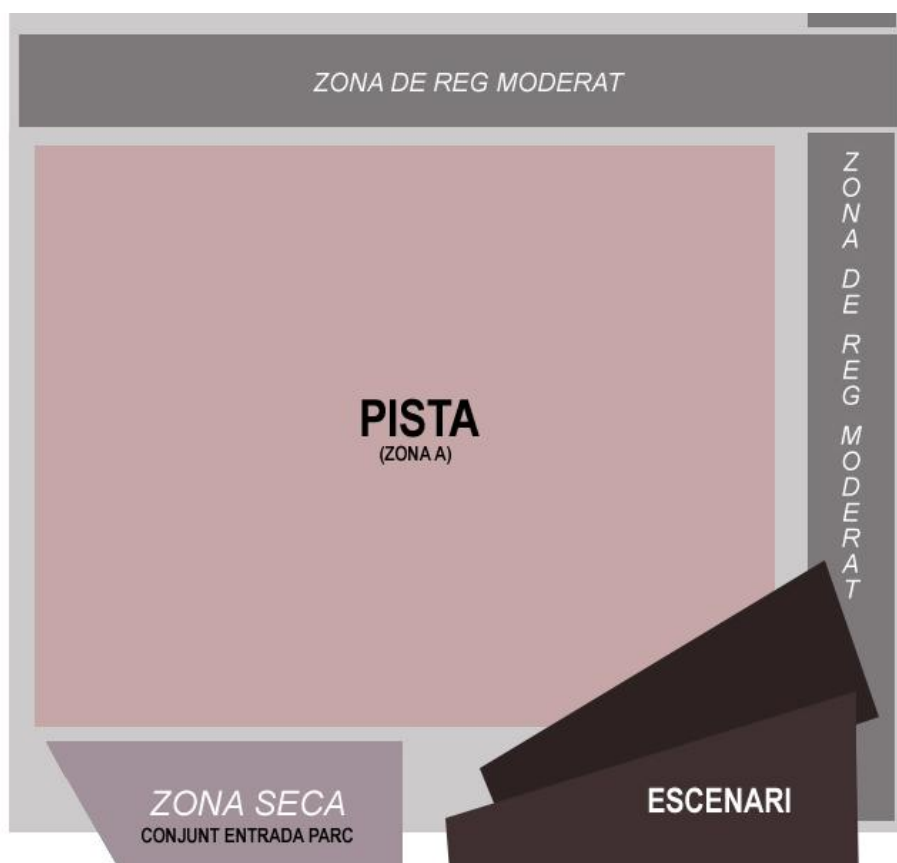 ZONA DE REG MODERAT
ZONA DE REG MODERAT
PISTA
(ZONA A)
ESCENARI
ZONA SECA
CONJUNT ENTRADA PARC